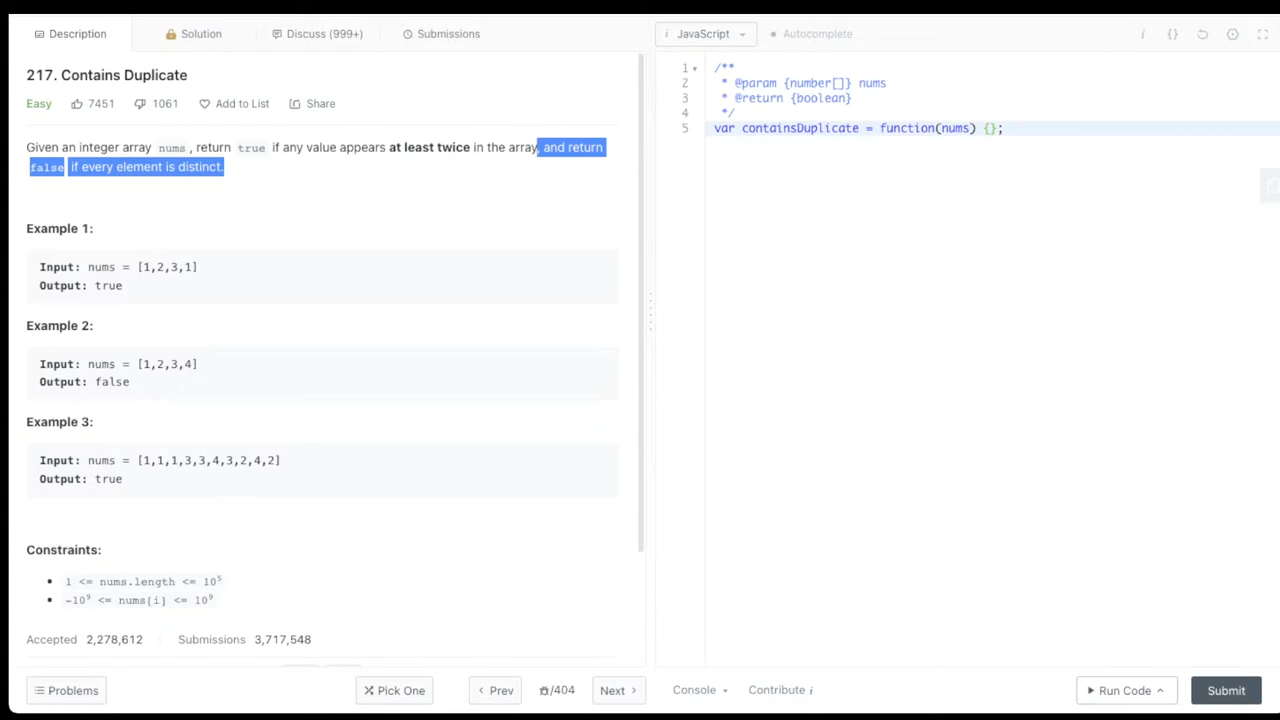 Description
Solution
Discuss (999+)
Submissions
i JavaScript
Autocomplete
i {}
217. Contains Duplicate
Easy 7451 1061 Add to List Share
Given an integer array nums, return true if any value appears at least twice in the array, and return
false if every element is distinct.
Example 1:
Input: nums = [1,2,3,1]
Output: true
Example 2:
Input: nums = [1,2,3,4]
Output: false
Example 3:
Input: nums = [1,1,1,3,3,4,3,2,4,2]
Output: true
Constraints:
• 1 <= nums.length <= 10⁵
• -10⁹ <= nums[i] <= 10⁹
Accepted 2,278,612 Submissions 3,717,548
1 /**
2 * @param {number[]} nums
3 * @return {boolean}
4 */
5 var containsDuplicate = function(nums) {};
Problems
Pick One
Prev
/404
Next
Console
Contribute i
Run Code
Submit